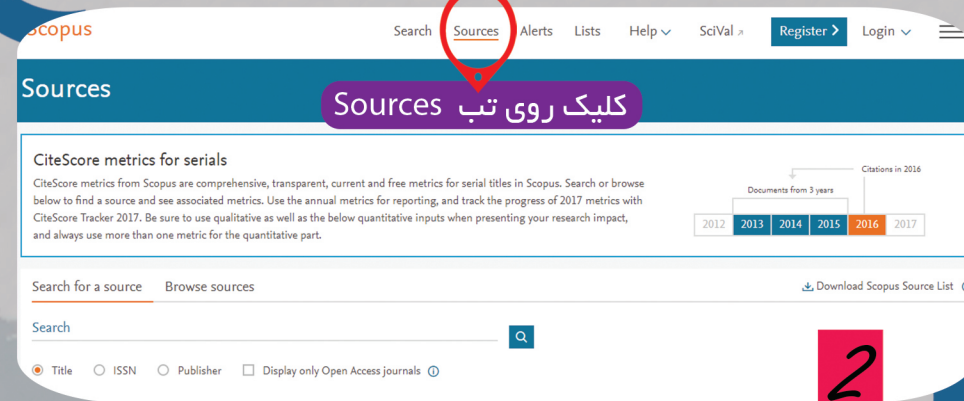 Scopus
Search Sources Alerts Lists Help SciVal Register Login
Sources
کلیک روی تب Sources
CiteScore metrics for serials
CiteScore metrics from Scopus are comprehensive, transparent, current and free metrics for serial titles in Scopus. Search or browse
below to find a source and see associated metrics. Use the annual metrics for reporting, and track the progress of 2017 metrics with
CiteScore Tracker 2017. Be sure to use qualitative as well as the below quantitative inputs when presenting your research impact,
and always use more than one metric for the quantitative part.
Citations in 2016
Documents from 3 years
2012 2013 2014 2015 2016 2017
Search for a source Browse sources
Download Scopus Source List
Search
Title ISSN Publisher Display only Open Access journals
2